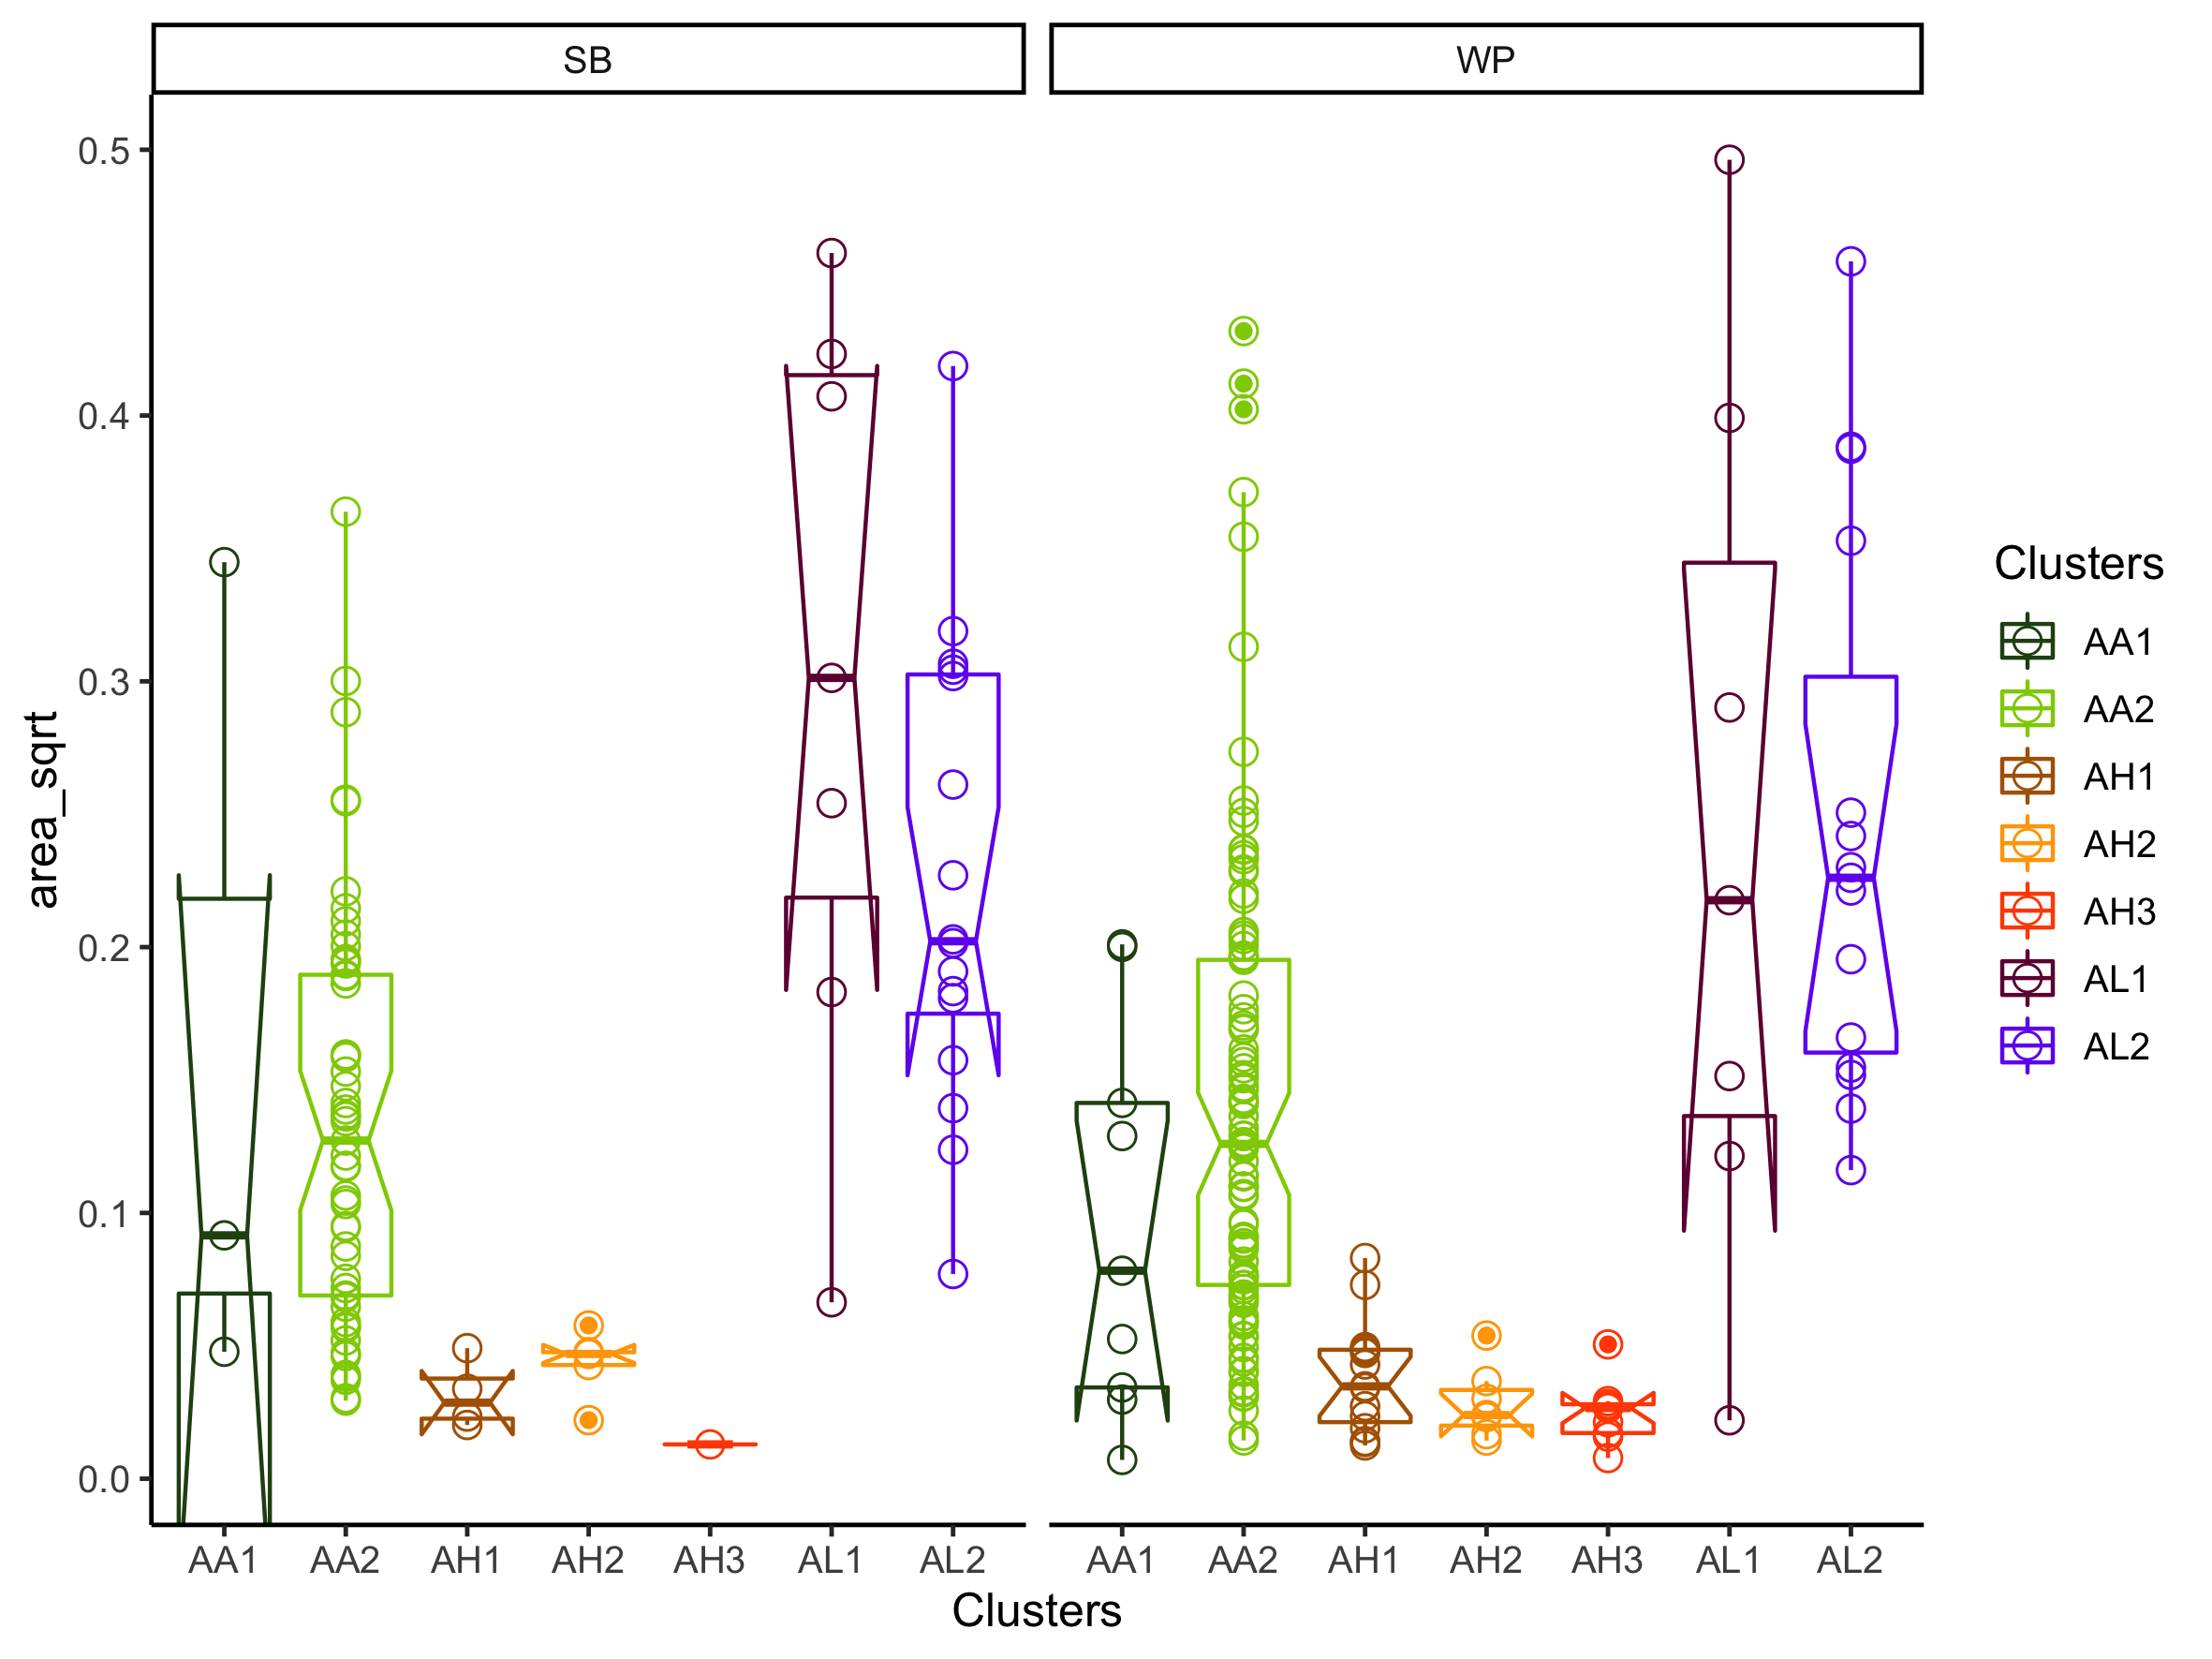 SB WP
0.5
0.4
0.3
0.2
0.1
0.0
area_sqrt
AA1 AA2 AH1 AH2 AH3 AL1 AL2 AA1 AA2 AH1 AH2 AH3 AL1 AL2
Clusters
Clusters
AA1
AA2
AH1
AH2
AH3
AL1
AL2